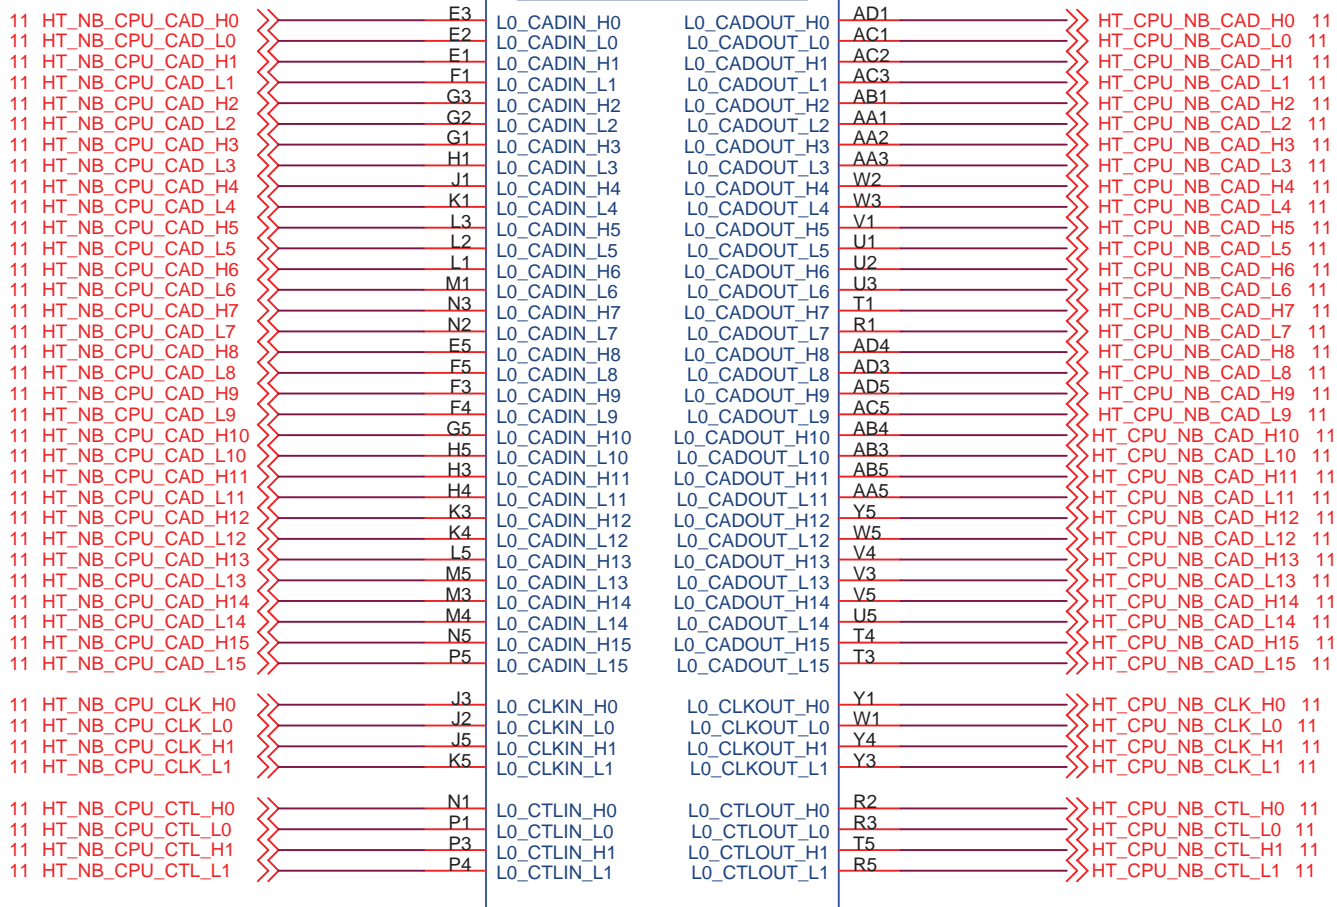 11 HT_NB_CPU_CAD_H0 E3 L0_CADIN_H0 L0_CADOUT_H0 AD1 HT_CPU_NB_CAD_H0 11
11 HT_NB_CPU_CAD_L0 E2 L0_CADIN_L0 L0_CADOUT_L0 AC1 HT_CPU_NB_CAD_L0 11
11 HT_NB_CPU_CAD_H1 E1 L0_CADIN_H1 L0_CADOUT_H1 AC2 HT_CPU_NB_CAD_H1 11
11 HT_NB_CPU_CAD_L1 F1 L0_CADIN_L1 L0_CADOUT_L1 AC3 HT_CPU_NB_CAD_L1 11
11 HT_NB_CPU_CAD_H2 G3 L0_CADIN_H2 L0_CADOUT_H2 AB1 HT_CPU_NB_CAD_H2 11
11 HT_NB_CPU_CAD_L2 G2 L0_CADIN_L2 L0_CADOUT_L2 AA1 HT_CPU_NB_CAD_L2 11
11 HT_NB_CPU_CAD_H3 G1 L0_CADIN_H3 L0_CADOUT_H3 AA2 HT_CPU_NB_CAD_H3 11
11 HT_NB_CPU_CAD_L3 H1 L0_CADIN_L3 L0_CADOUT_L3 AA3 HT_CPU_NB_CAD_L3 11
11 HT_NB_CPU_CAD_H4 J1 L0_CADIN_H4 L0_CADOUT_H4 W2 HT_CPU_NB_CAD_H4 11
11 HT_NB_CPU_CAD_L4 K1 L0_CADIN_L4 L0_CADOUT_L4 W3 HT_CPU_NB_CAD_L4 11
11 HT_NB_CPU_CAD_H5 L3 L0_CADIN_H5 L0_CADOUT_H5 V1 HT_CPU_NB_CAD_H5 11
11 HT_NB_CPU_CAD_L5 L2 L0_CADIN_L5 L0_CADOUT_L5 U1 HT_CPU_NB_CAD_L5 11
11 HT_NB_CPU_CAD_H6 L1 L0_CADIN_H6 L0_CADOUT_H6 U2 HT_CPU_NB_CAD_H6 11
11 HT_NB_CPU_CAD_L6 M1 L0_CADIN_L6 L0_CADOUT_L6 U3 HT_CPU_NB_CAD_L6 11
11 HT_NB_CPU_CAD_H7 N3 L0_CADIN_H7 L0_CADOUT_H7 T1 HT_CPU_NB_CAD_H7 11
11 HT_NB_CPU_CAD_L7 N2 L0_CADIN_L7 L0_CADOUT_L7 R1 HT_CPU_NB_CAD_L7 11
11 HT_NB_CPU_CAD_H8 E5 L0_CADIN_H8 L0_CADOUT_H8 AD4 HT_CPU_NB_CAD_H8 11
11 HT_NB_CPU_CAD_L8 F5 L0_CADIN_L8 L0_CADOUT_L8 AD3 HT_CPU_NB_CAD_L8 11
11 HT_NB_CPU_CAD_H9 F3 L0_CADIN_H9 L0_CADOUT_H9 AD5 HT_CPU_NB_CAD_H9 11
11 HT_NB_CPU_CAD_L9 F4 L0_CADIN_L9 L0_CADOUT_L9 AC5 HT_CPU_NB_CAD_L9 11
11 HT_NB_CPU_CAD_H10 G5 L0_CADIN_H10 L0_CADOUT_H10 AB4 HT_CPU_NB_CAD_H10 11
11 HT_NB_CPU_CAD_L10 H5 L0_CADIN_L10 L0_CADOUT_L10 AB3 HT_CPU_NB_CAD_L10 11
11 HT_NB_CPU_CAD_H11 H3 L0_CADIN_H11 L0_CADOUT_H11 AB5 HT_CPU_NB_CAD_H11 11
11 HT_NB_CPU_CAD_L11 H4 L0_CADIN_L11 L0_CADOUT_L11 AA5 HT_CPU_NB_CAD_L11 11
11 HT_NB_CPU_CAD_H12 K3 L0_CADIN_H12 L0_CADOUT_H12 Y5 HT_CPU_NB_CAD_H12 11
11 HT_NB_CPU_CAD_L12 K4 L0_CADIN_L12 L0_CADOUT_L12 W5 HT_CPU_NB_CAD_L12 11
11 HT_NB_CPU_CAD_H13 L5 L0_CADIN_H13 L0_CADOUT_H13 V4 HT_CPU_NB_CAD_H13 11
11 HT_NB_CPU_CAD_L13 M5 L0_CADIN_L13 L0_CADOUT_L13 V3 HT_CPU_NB_CAD_L13 11
11 HT_NB_CPU_CAD_H14 M3 L0_CADIN_H14 L0_CADOUT_H14 V5 HT_CPU_NB_CAD_H14 11
11 HT_NB_CPU_CAD_L14 M4 L0_CADIN_L14 L0_CADOUT_L14 U5 HT_CPU_NB_CAD_L14 11
11 HT_NB_CPU_CAD_H15 N5 L0_CADIN_H15 L0_CADOUT_H15 T4 HT_CPU_NB_CAD_H15 11
11 HT_NB_CPU_CAD_L15 P5 L0_CADIN_L15 L0_CADOUT_L15 T3 HT_CPU_NB_CAD_L15 11
11 HT_NB_CPU_CLK_H0 J3 L0_CLKIN_H0 L0_CLKOUT_H0 Y1 HT_CPU_NB_CLK_H0 11
11 HT_NB_CPU_CLK_L0 J2 L0_CLKIN_L0 L0_CLKOUT_L0 W1 HT_CPU_NB_CLK_L0 11
11 HT_NB_CPU_CLK_H1 J5 L0_CLKIN_H1 L0_CLKOUT_H1 Y4 HT_CPU_NB_CLK_H1 11
11 HT_NB_CPU_CLK_L1 K5 L0_CLKIN_L1 L0_CLKOUT_L1 Y3 HT_CPU_NB_CLK_L1 11
11 HT_NB_CPU_CTL_H0 N1 L0_CTLIN_H0 L0_CTLOUT_H0 R2 HT_CPU_NB_CTL_H0 11
11 HT_NB_CPU_CTL_L0 P1 L0_CTLIN_L0 L0_CTLOUT_L0 R3 HT_CPU_NB_CTL_L0 11
11 HT_NB_CPU_CTL_H1 P3 L0_CTLIN_H1 L0_CTLOUT_H1 T5 HT_CPU_NB_CTL_H1 11
11 HT_NB_CPU_CTL_L1 P4 L0_CTLIN_L1 L0_CTLOUT_L1 R5 HT_CPU_NB_CTL_L1 11